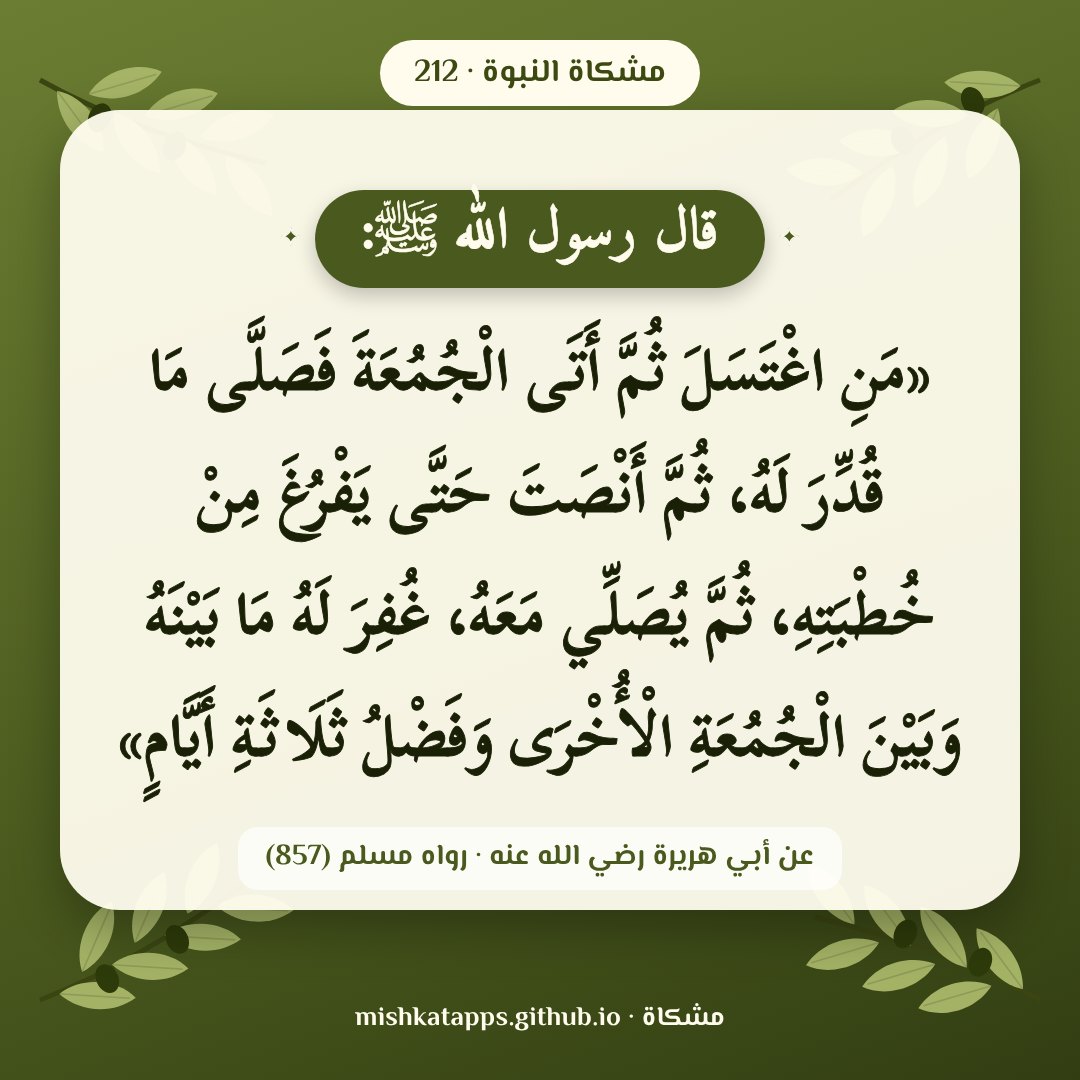 مشكاة النبوة · 212
قال رسول الله ﷺ:
«مَنِ اغْتَسَلَ ثُمَّ أَتَى الْجُمُعَةَ فَصَلَّى مَا
قُدِّرَ لَهُ، ثُمَّ أَنْصَتَ حَتَّى يَفْرُغَ مِنْ
خُطْبَتِهِ، ثُمَّ يُصَلِّي مَعَهُ، غُفِرَ لَهُ مَا بَيْنَهُ
وَبَيْنَ الْجُمُعَةِ الْأُخْرَى وَفَضْلُ ثَلَاثَةِ أَيَّامٍ»
عن أبي هريرة رضي الله عنه · رواه مسلم (857)
مشكاة · mishkatapps.github.io